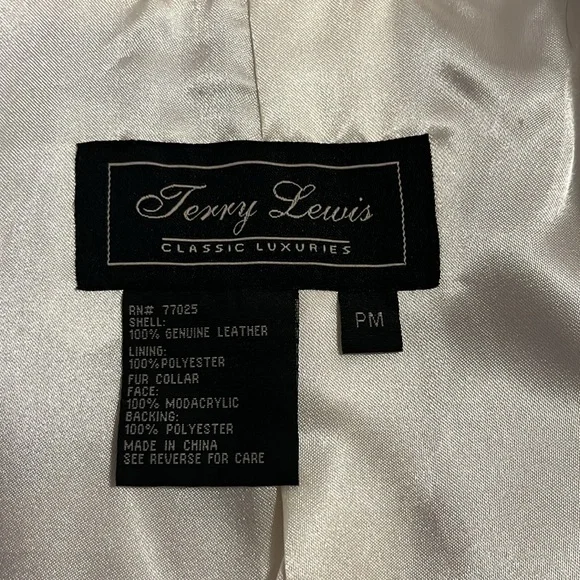 Terry Lewis
CLASSIC LUXURIES
RN# 77025
SHELL:
100% GENUINE LEATHER
LINING:
100%POLYESTER
FUR COLLAR
FACE:
100% MODACRYLIC
BACKING:
100% POLYESTER
MADE IN CHINA
SEE REVERSE FOR CARE
PM